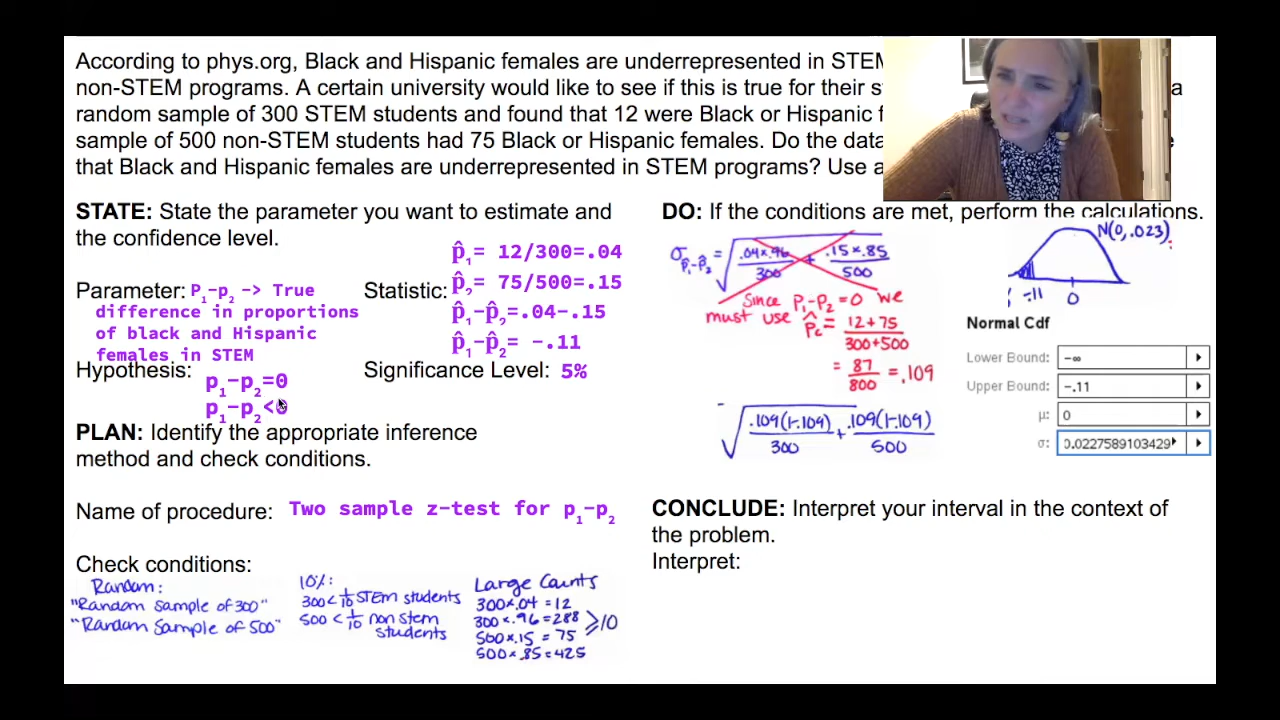 According to phys.org, Black and Hispanic females are underrepresented in STEM
non-STEM programs. A certain university would like to see if this is true for their s a
random sample of 300 STEM students and found that 12 were Black or Hispanic f
sample of 500 non-STEM students had 75 Black or Hispanic females. Do the data
that Black and Hispanic females are underrepresented in STEM programs? Use a
STATE: State the parameter you want to estimate and
the confidence level.
Parameter: P₁-p₂ -> True
difference in proportions
of black and Hispanic
females in STEM
Statistic:
p̂₁= 12/300=.04
p̂₂= 75/500=.15
p̂₁-p̂₂=.04-.15
p̂₁-p̂₂= -.11
Hypothesis: p₁-p₂=0
p₁-p₂<0
Significance Level: 5%
PLAN: Identify the appropriate inference
method and check conditions.
Name of procedure: Two sample z-test for p₁-p₂
Check conditions:
Random:
"Random Sample of 300"
"Random Sample of 500"
10%:
300 < 1/10 STEM students
500 < 1/10 non stem
students
Large Counts
300×.04 = 12
300×.96 = 288
500×.15 = 75
500×.85 = 425
≥10
DO: If the conditions are met, perform the calculations.
σp̂₁-p̂₂ = √(.04×.96/300 + .15×.85/500)
Since P₁-P₂=0 we
must use p̂c = 12+75/300+500
= 87/800 = .109
√(.109(1-.109)/300 + .109(1-.109)/500)
N(0, .023)
-.11 0
Normal Cdf
Lower Bound: -∞
Upper Bound: -.11
μ: 0
σ: 0.0227589103429
CONCLUDE: Interpret your interval in the context of
the problem.
Interpret: